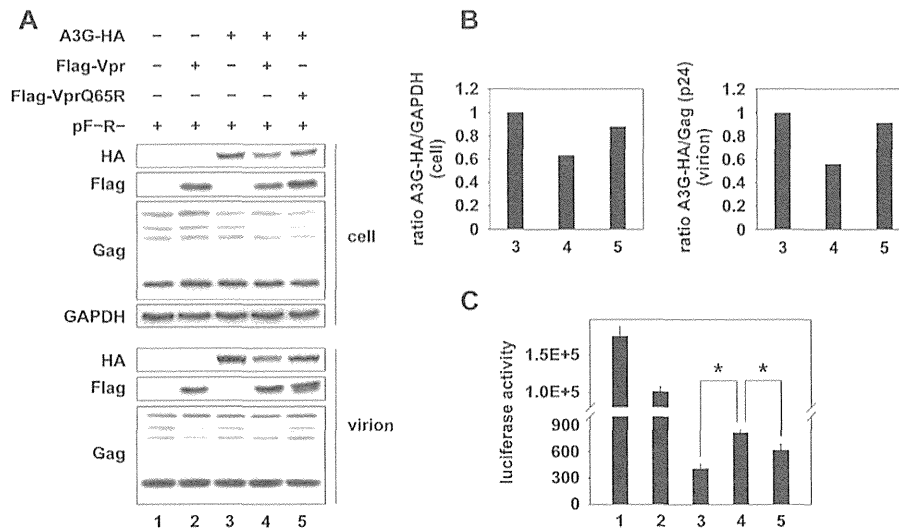 A
A3G-HA – – + + +
Flag-Vpr – + – + –
Flag-VprQ65R – – – – +
pF–R– + + + + +
HA
Flag
Gag
GAPDH
cell
HA
Flag
Gag
virion
1 2 3 4 5
B
ratio A3G-HA/GAPDH
(cell)
1.2
1
0.8
0.6
0.4
0.2
0
3 4 5
ratio A3G-HA/Gag (p24)
(virion)
1.2
1
0.8
0.6
0.4
0.2
0
3 4 5
C
luciferase activity
1.5E+5
1.0E+5
900
600
300
0
* *
1 2 3 4 5